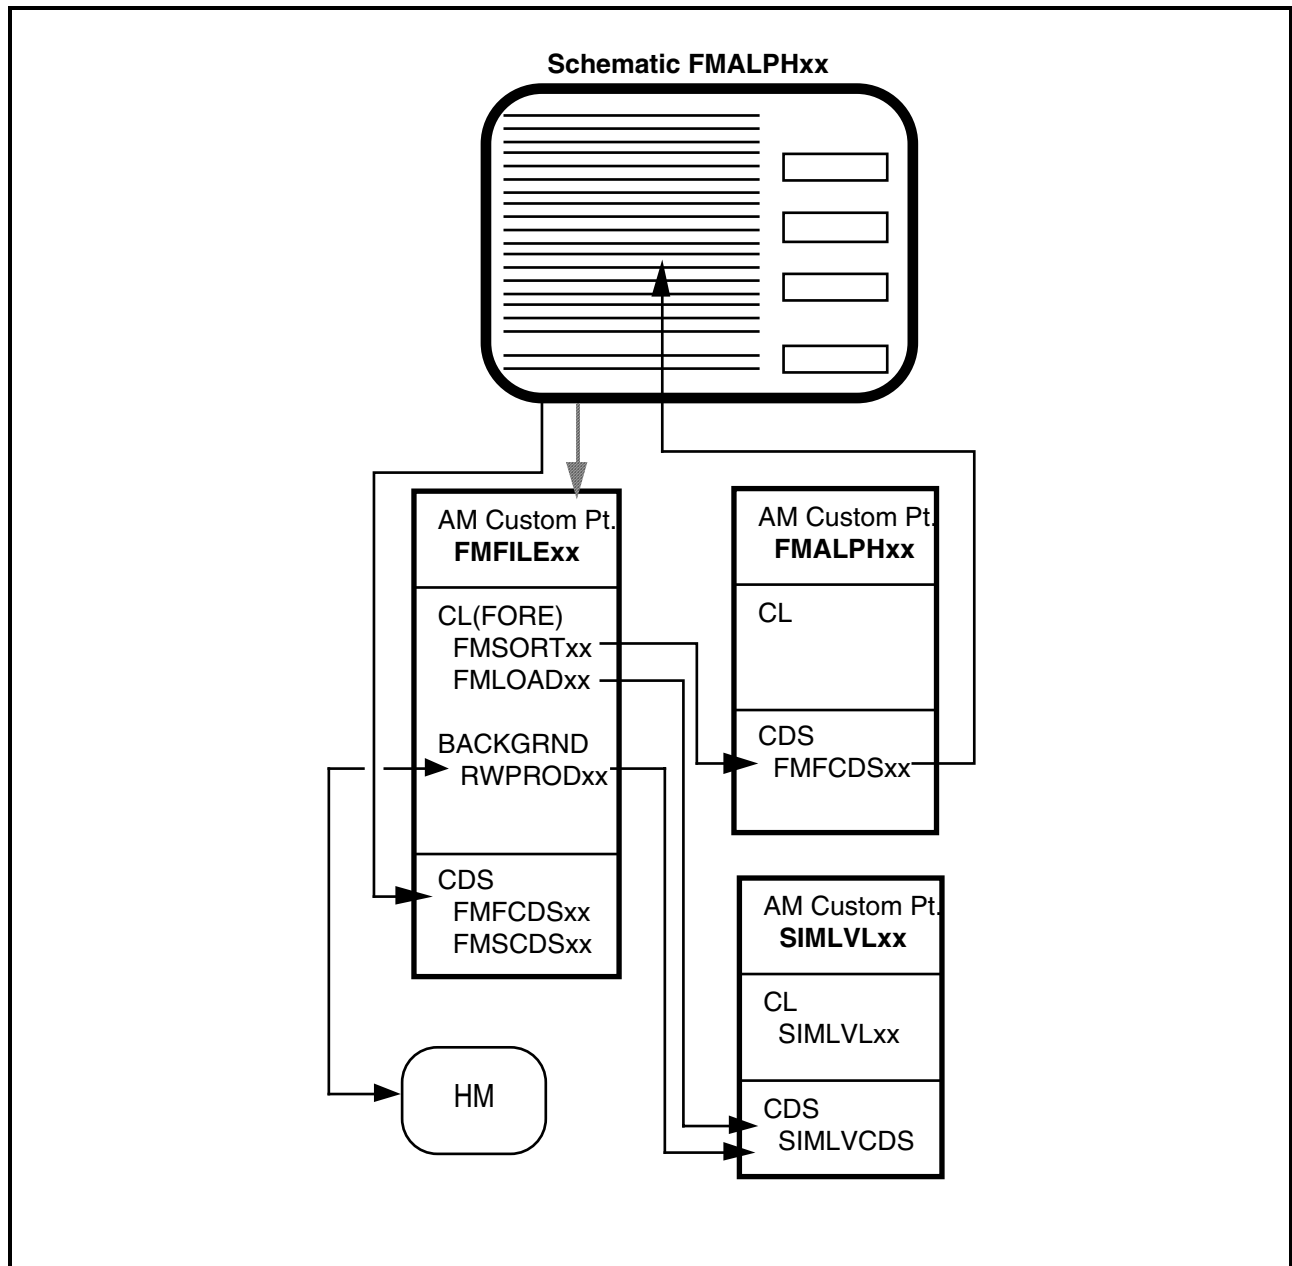 Schematic FMALPHxx
AM Custom Pt.
FMFILExx
CL(FORE)
FMSORTxx
FMLOADxx
BACKGRND
RWPRODxx
CDS
FMFCDSxx
FMSCDSxx
HM
AM Custom Pt.
FMALPHxx
CL
CDS
FMFCDSxx
AM Custom Pt.
SIMLVLxx
CL
SIMLVLxx
CDS
SIMLVCDS